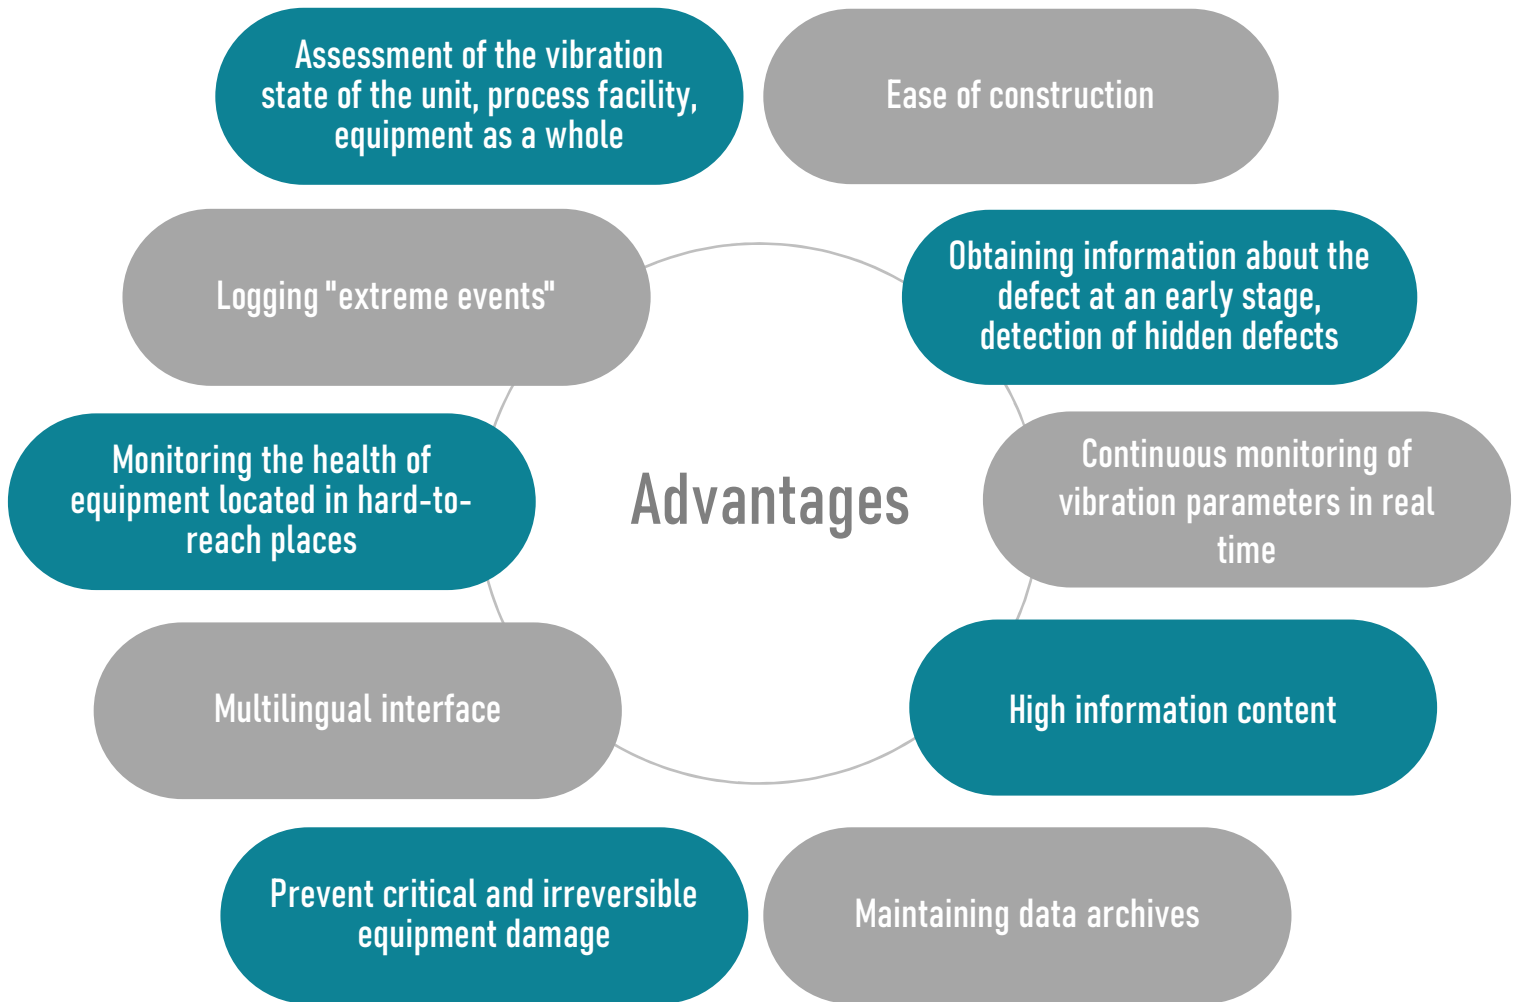 Assessment of the vibration
state of the unit, process facility,
equipment as a whole
Ease of construction
Logging "extreme events"
Obtaining information about the
defect at an early stage,
detection of hidden defects
Monitoring the health of
equipment located in hard-to-
reach places
Advantages
Continuous monitoring of
vibration parameters in real
time
Multilingual interface
High information content
Prevent critical and irreversible
equipment damage
Maintaining data archives